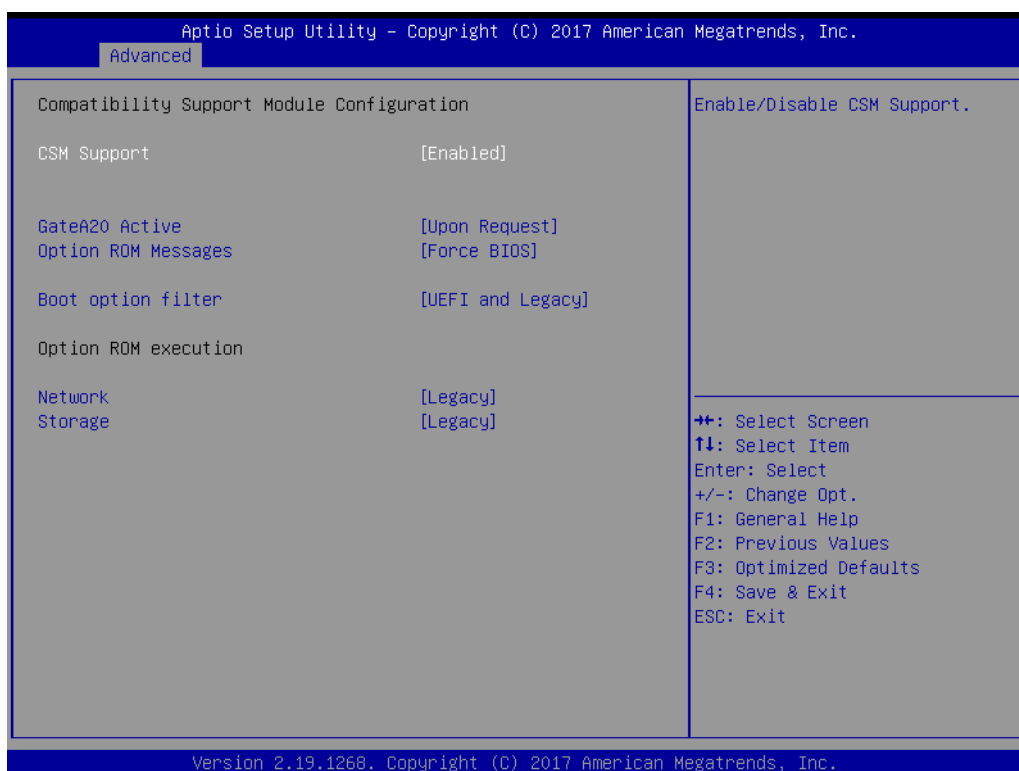 Aptio Setup Utility – Copyright (C) 2017 American Megatrends, Inc.
Advanced
Compatibility Support Module Configuration
Enable/Disable CSM Support.
CSM Support [Enabled]
GateA20 Active [Upon Request]
Option ROM Messages [Force BIOS]
Boot option filter [UEFI and Legacy]
Option ROM execution
Network [Legacy]
Storage [Legacy]
→←: Select Screen
↑↓: Select Item
Enter: Select
+/-: Change Opt.
F1: General Help
F2: Previous Values
F3: Optimized Defaults
F4: Save & Exit
ESC: Exit
Version 2.19.1268. Copyright (C) 2017 American Megatrends, Inc.